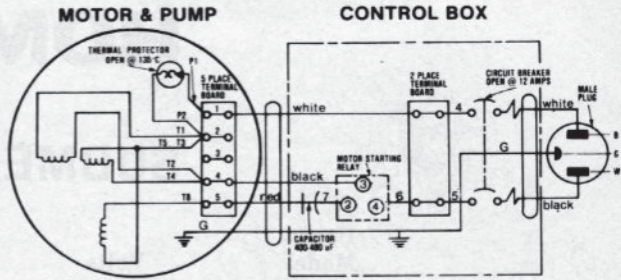 MOTOR & PUMP
CONTROL BOX
THERMAL PROTECTOR
OPEN @ 135°C
P1
5 PLACE
TERMINAL
BOARD
2 PLACE
TERMINAL
BOARD
CIRCUIT BREAKER
OPEN @ 12 AMPS
MALE
PLUG
1
white
4
white
P2
T1
2
B
T5
T3
3
G
G
T2
MOTOR STARTING
RELAY
W
T4
4
black
3
T8
5
red
7
2
4
6
5
black
G
CAPACITOR
400-480 uF